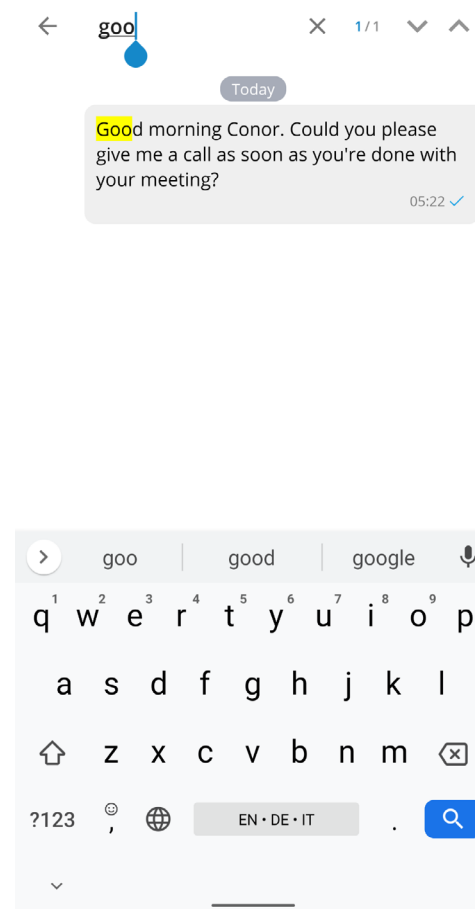 goo
1/1
Today
Good morning Conor. Could you please
give me a call as soon as you're done with
your meeting?
05:22
goo good google
1 2 3 4 5 6 7 8 9
q w e r t y u i o p
a s d f g h j k l
z x c v b n m
?123 , EN • DE • IT .